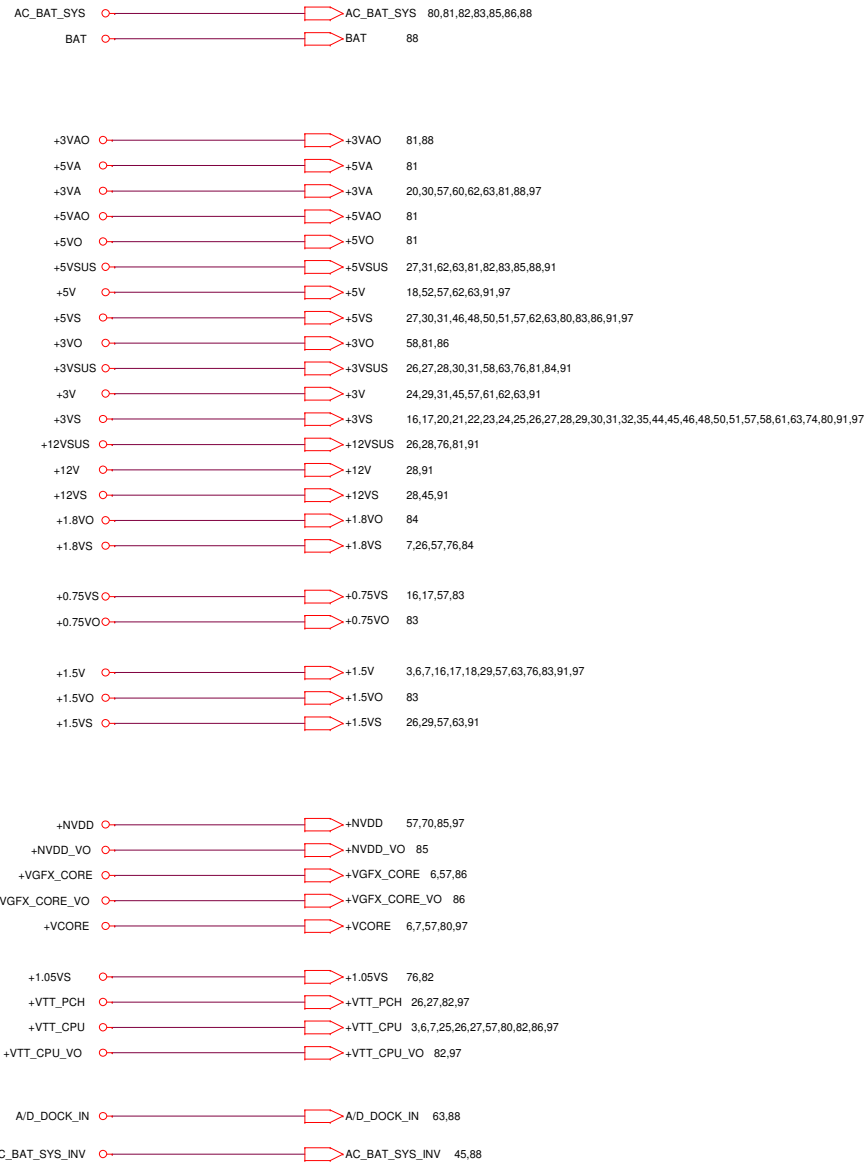 AC_BAT_SYS AC_BAT_SYS 80,81,82,83,85,86,88
BAT BAT 88
+3VAO +3VAO 81,88
+5VA +5VA 81
+3VA +3VA 20,30,57,60,62,63,81,88,97
+5VAO +5VAO 81
+5VO +5VO 81
+5VSUS +5VSUS 27,31,62,63,81,82,83,85,88,91
+5V +5V 18,52,57,62,63,91,97
+5VS +5VS 27,30,31,46,48,50,51,57,62,63,80,83,86,91,97
+3VO +3VO 58,81,86
+3VSUS +3VSUS 26,27,28,30,31,58,63,76,81,84,91
+3V +3V 24,29,31,45,57,61,62,63,91
+3VS +3VS 16,17,20,21,22,23,24,25,26,27,28,29,30,31,32,35,44,45,46,48,50,51,57,58,61,63,74,80,91,97
+12VSUS +12VSUS 26,28,76,81,91
+12V +12V 28,91
+12VS +12VS 28,45,91
+1.8VO +1.8VO 84
+1.8VS +1.8VS 7,26,57,76,84
+0.75VS +0.75VS 16,17,57,83
+0.75VO +0.75VO 83
+1.5V +1.5V 3,6,7,16,17,18,29,57,63,76,83,91,97
+1.5VO +1.5VO 83
+1.5VS +1.5VS 26,29,57,63,91
+NVDD +NVDD 57,70,85,97
+NVDD_VO +NVDD_VO 85
+VGFX_CORE +VGFX_CORE 6,57,86
VGFX_CORE_VO +VGFX_CORE_VO 86
+VCORE +VCORE 6,7,57,80,97
+1.05VS +1.05VS 76,82
+VTT_PCH +VTT_PCH 26,27,82,97
+VTT_CPU +VTT_CPU 3,6,7,25,26,27,57,80,82,86,97
+VTT_CPU_VO +VTT_CPU_VO 82,97
A/D_DOCK_IN A/D_DOCK_IN 63,88
C_BAT_SYS_INV AC_BAT_SYS_INV 45,88